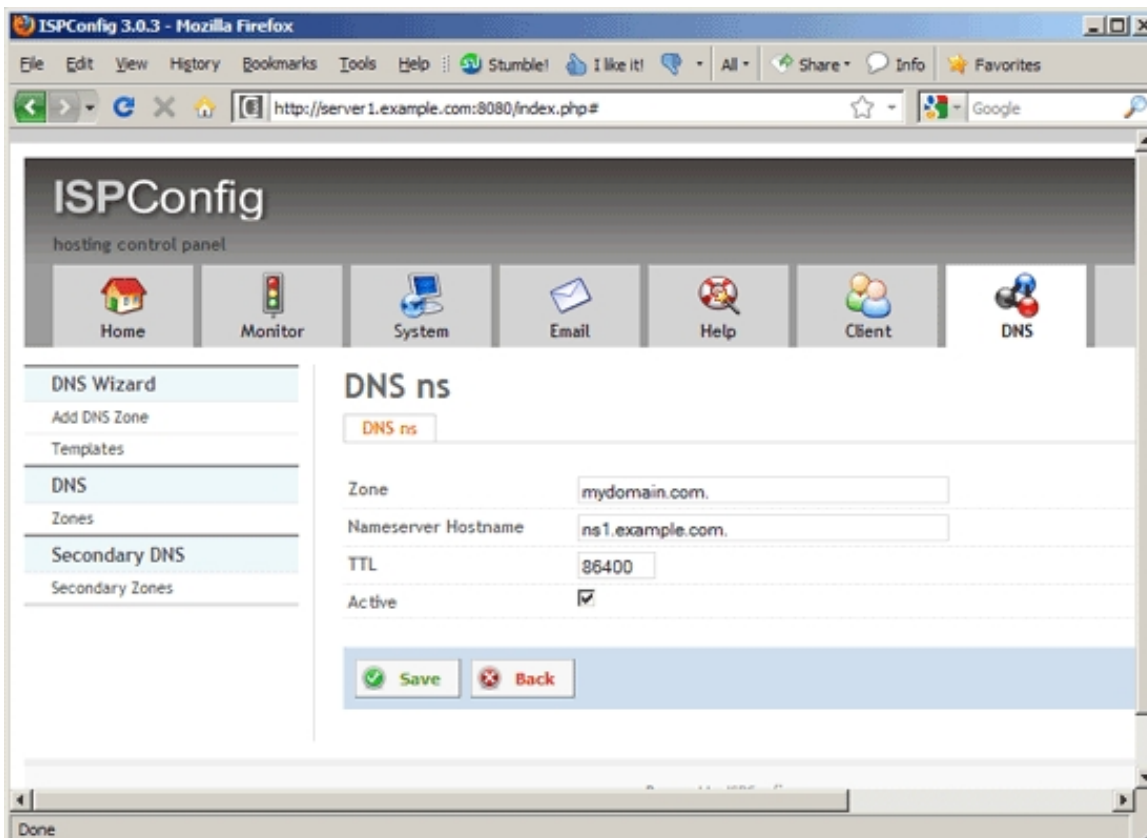 ISPConfig 3.0.3 - Mozilla Firefox
File Edit View History Bookmarks Tools Help Stumble! I like it! All Share Info Favorites
http://server1.example.com:8080/index.php# Google
ISPConfig
hosting control panel
Home Monitor System Email Help Client DNS
DNS Wizard
Add DNS Zone
Templates
DNS
Zones
Secondary DNS
Secondary Zones
DNS ns
DNS ns
Zone mydomain.com.
Nameserver Hostname ns1.example.com.
TTL 86400
Active
Save Back
Done